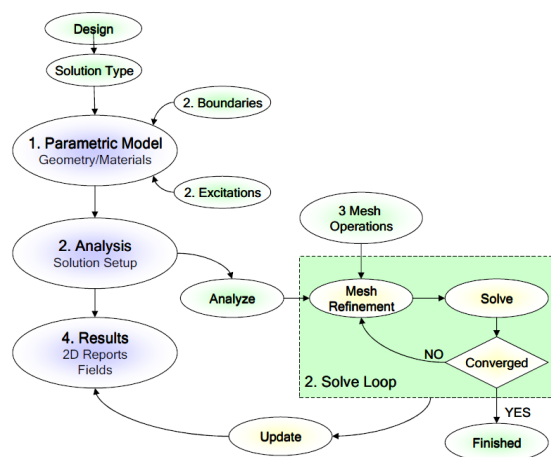 Design
Solution Type
2. Boundaries
1. Parametric Model
Geometry/Materials
2. Excitations
3 Mesh
Operations
2. Analysis
Solution Setup
Analyze
Mesh
Refinement
Solve
4. Results
2D Reports
Fields
NO
Converged
2. Solve Loop
YES
Update
Finished